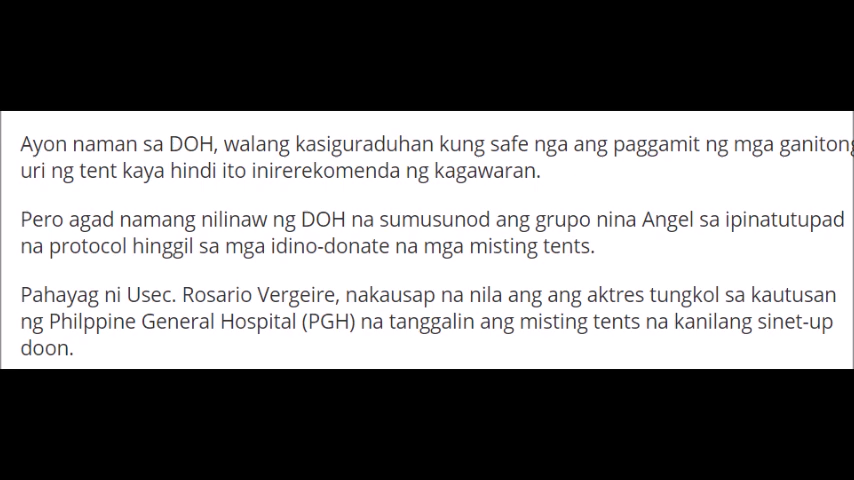 Ayon naman sa DOH, walang kasiguraduhan kung safe nga ang paggamit ng mga ganitong
uri ng tent kaya hindi ito inirerekomenda ng kagawaran.
Pero agad namang nilinaw ng DOH na sumusunod ang grupo nina Angel sa ipinatutupad
na protocol hinggil sa mga idino-donate na mga misting tents.
Pahayag ni Usec. Rosario Vergeire, nakausap na nila ang ang aktres tungkol sa kautusan
ng Philppine General Hospital (PGH) na tanggalin ang misting tents na kanilang sinet-up
doon.